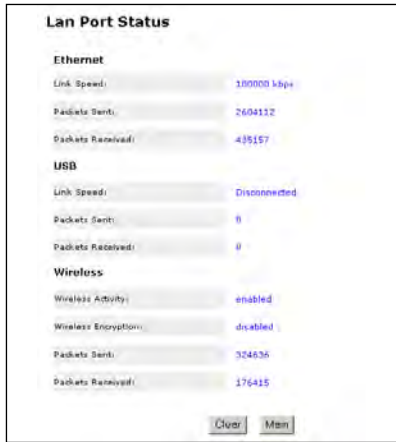 Lan Port Status
Ethernet
Link Speed: 100000 kbps
Packets Sent: 2604112
Packets Received: 435157
USB
Link Speed: Disconnected
Packets Sent: 0
Packets Received: 0
Wireless
Wireless Activity: enabled
Wireless Encryption: disabled
Packets Sent: 324636
Packets Received: 176415
Clear Main